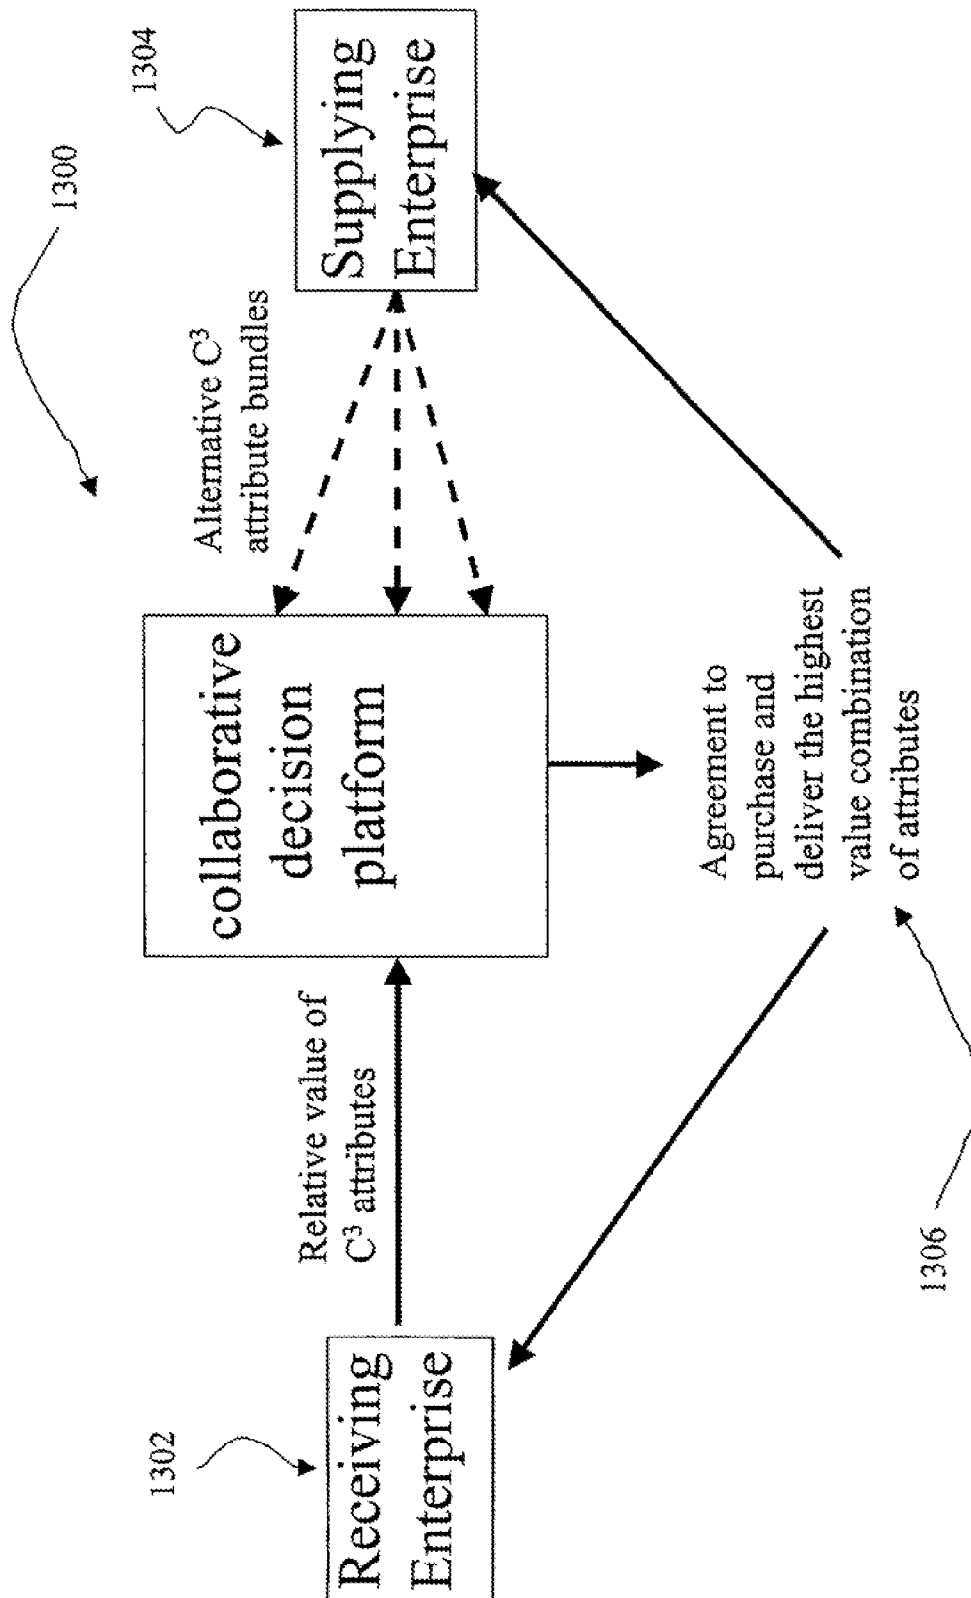 1300
1302
Receiving
Enterprise
Relative value of
C³ attributes
collaborative
decision
platform
Alternative C³
attribute bundles
1304
Supplying
Enterprise
Agreement to
purchase and
deliver the highest
value combination
of attributes
1306